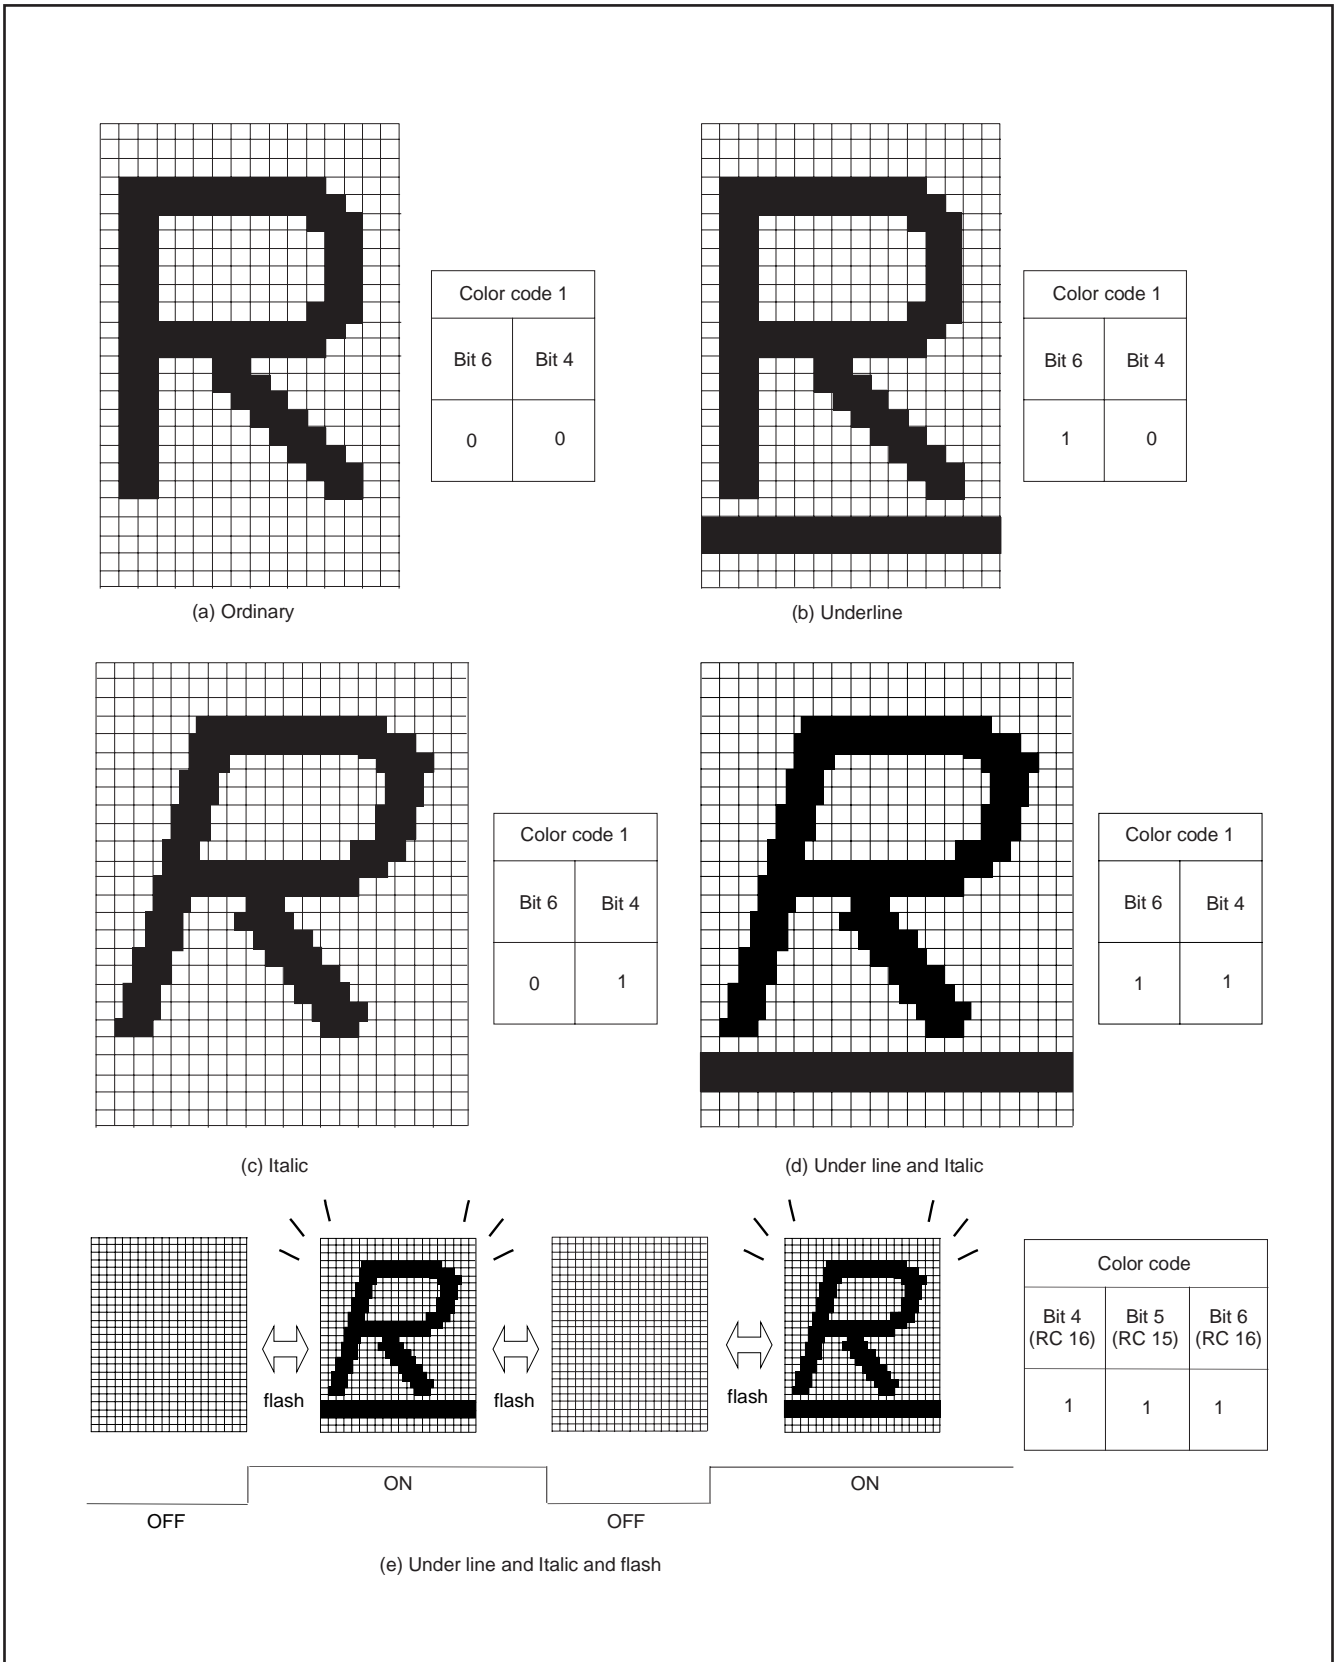 Color code 1
Bit 6 Bit 4
0 0
(a) Ordinary
Color code 1
Bit 6 Bit 4
1 0
(b) Underline
Color code 1
Bit 6 Bit 4
0 1
(c) Italic
Color code 1
Bit 6 Bit 4
1 1
(d) Under line and Italic
flash flash flash
Color code
Bit 4 Bit 5 Bit 6
(RC 16) (RC 15) (RC 16)
1 1 1
ON ON
OFF OFF
(e) Under line and Italic and flash